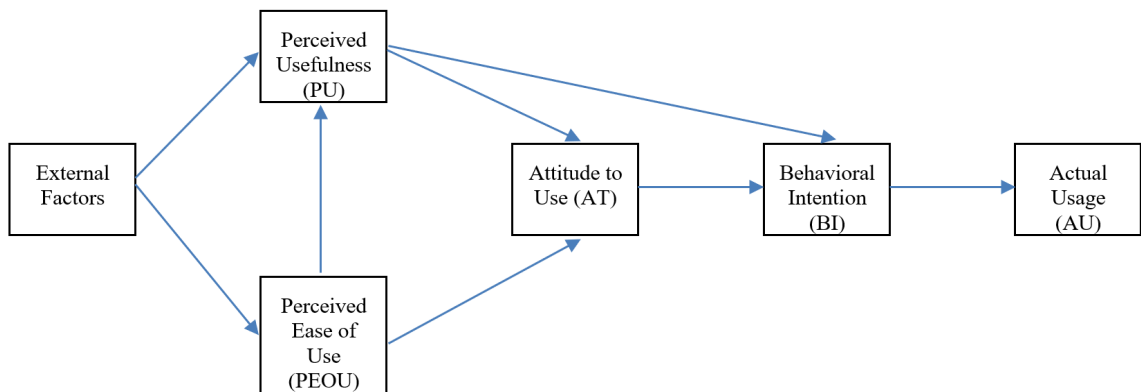 Perceived
Usefulness
(PU)
External
Factors
Attitude to
Use (AT)
Behavioral
Intention
(BI)
Actual
Usage
(AU)
Perceived
Ease of
Use
(PEOU)